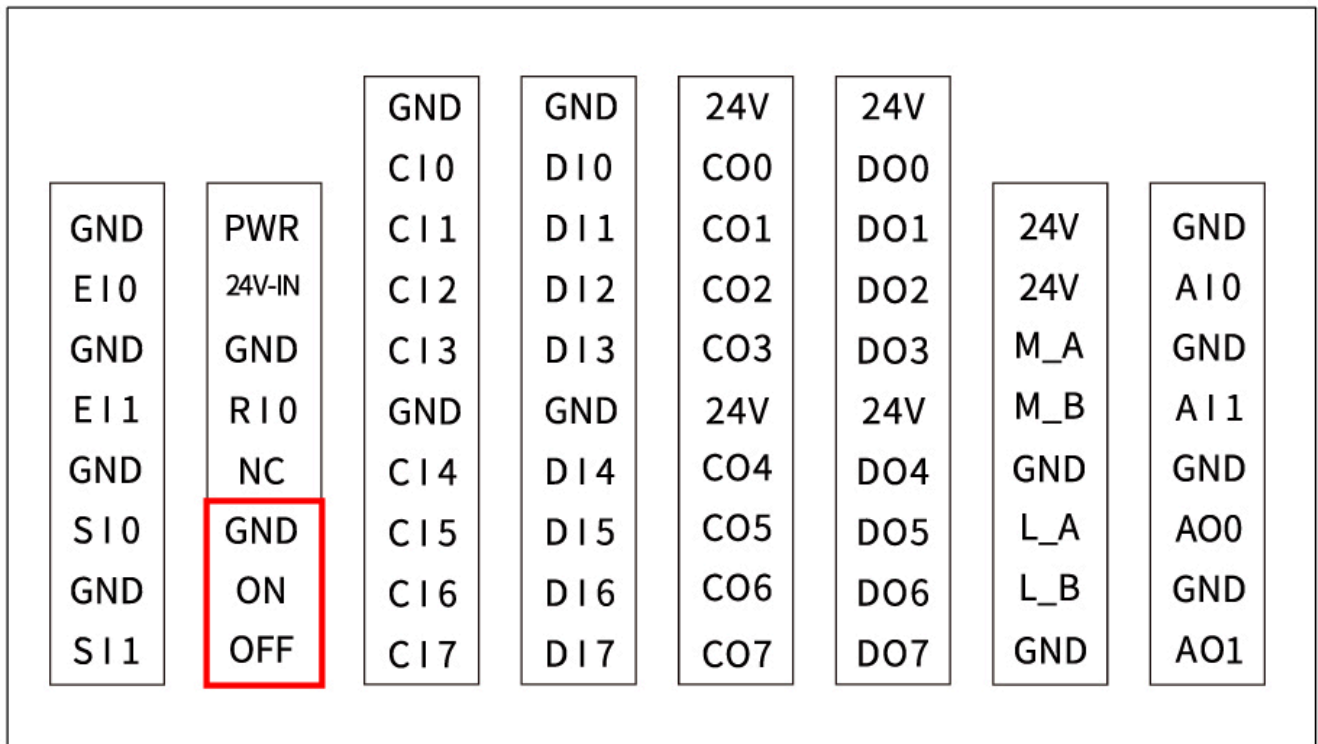 GND
EI0
GND
EI1
GND
SI0
GND
SI1
PWR
24V-IN
GND
RI0
NC
GND
ON
OFF
GND
CI0
CI1
CI2
CI3
GND
CI4
CI5
CI6
CI7
GND
DI0
DI1
DI2
DI3
GND
DI4
DI5
DI6
DI7
24V
CO0
CO1
CO2
CO3
24V
CO4
CO5
CO6
CO7
24V
DO0
DO1
DO2
DO3
24V
DO4
DO5
DO6
DO7
24V
24V
M_A
M_B
GND
L_A
L_B
GND
GND
AI0
GND
AI1
GND
AO0
GND
AO1